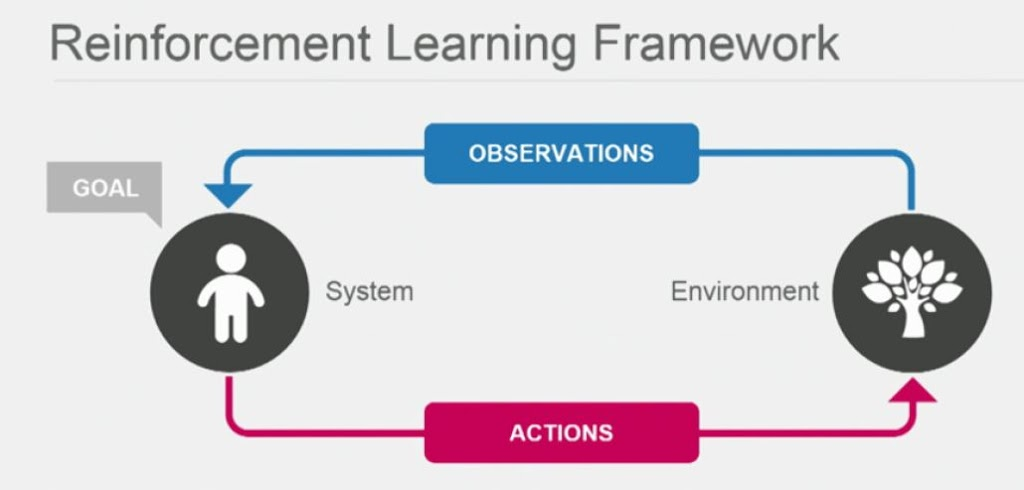 Reinforcement Learning Framework
OBSERVATIONS
GOAL
System
Environment
ACTIONS